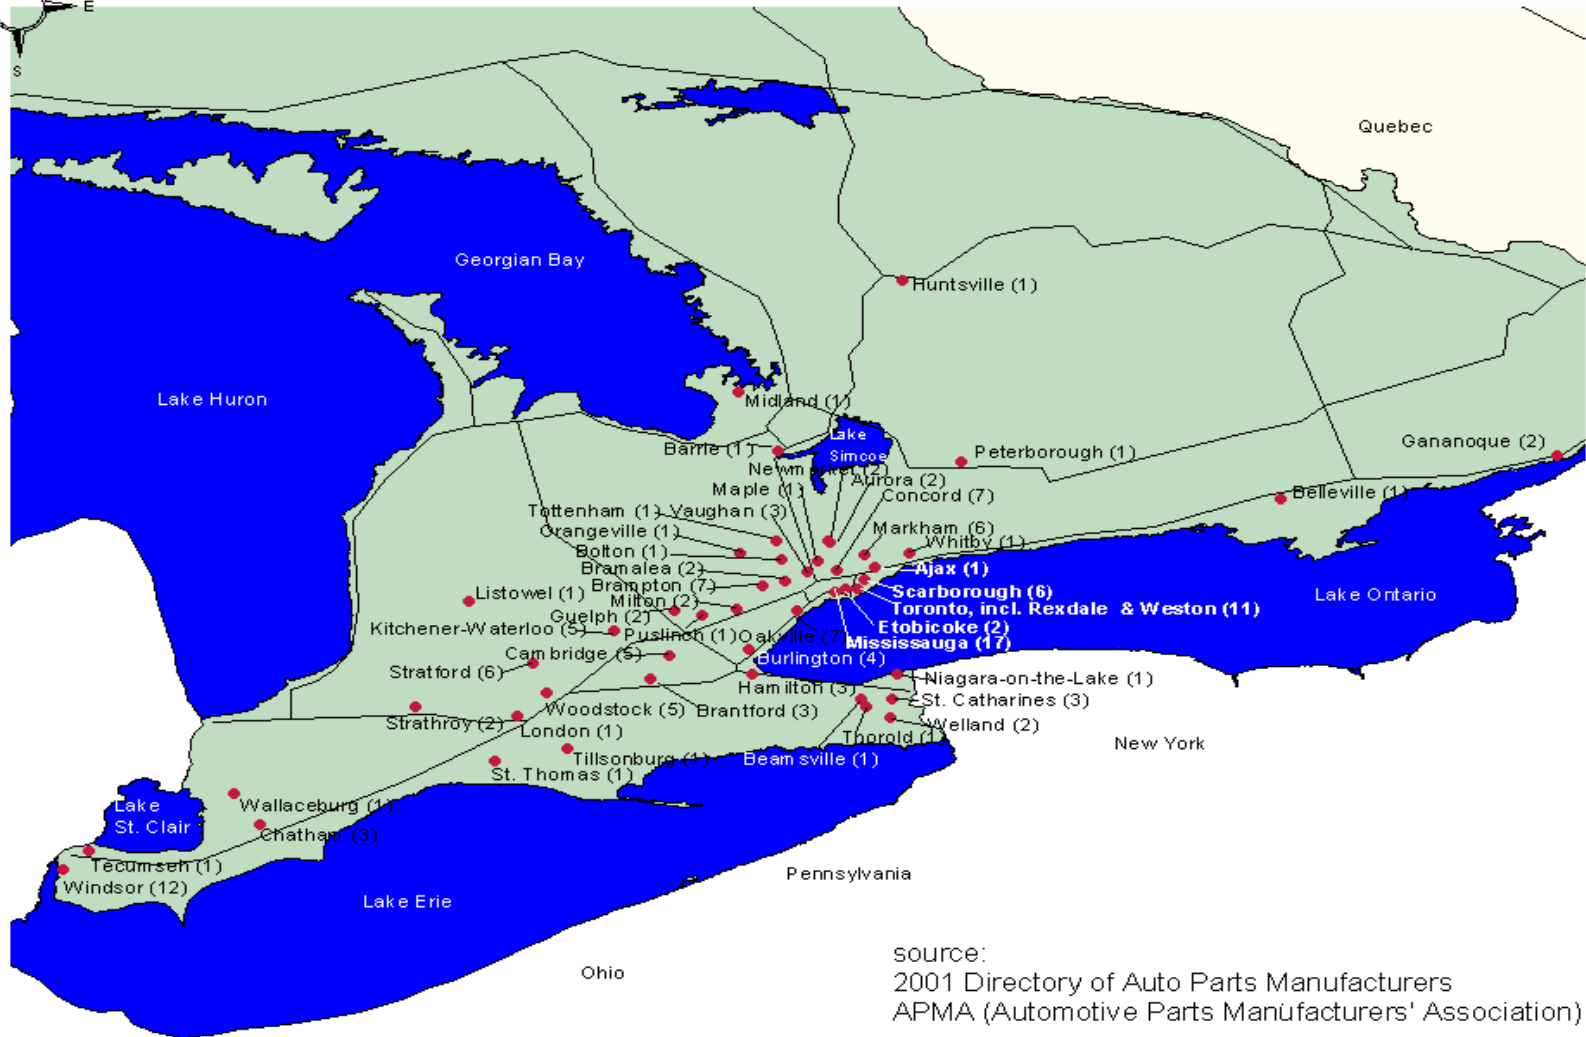 E
S
Quebec
Georgian Bay
Huntsville (1)
Lake Huron
Midland (1)
Lake
Simcoe
Barrie (1)
Gananoque (2)
Peterborough (1)
Newmarket (2)
Aurora (2)
Maple (1)
Concord (7)
Belleville (1)
Tottenham (1)
Vaughan (3)
Orangeville (1)
Markham (6)
Whitby (1)
Bolton (1)
Bramalea (2)
Ajax (1)
Brampton (7)
Scarborough (6)
Listowel (1)
Milton (2)
Lake Ontario
Toronto, incl. Rexdale & Weston (11)
Guelph (2)
Etobicoke (2)
Kitchener-Waterloo (5)
Puslinch (1)
Oakville (7)
Mississauga (17)
Cambridge (5)
Burlington (4)
Stratford (6)
Niagara-on-the-Lake (1)
Hamilton (3)
St. Catharines (3)
Woodstock (5)
Brantford (3)
Strathroy (2)
Welland (2)
London (1)
Thorold (1)
New York
Tillsonburg (1)
Beamsville (1)
St. Thomas (1)
Wallaceburg (1)
Lake
St. Clair
Chatham (3)
Tecumseh (1)
Windsor (12)
Pennsylvania
Lake Erie
Ohio
source:
2001 Directory of Auto Parts Manufacturers
APMA (Automotive Parts Manufacturers' Association)